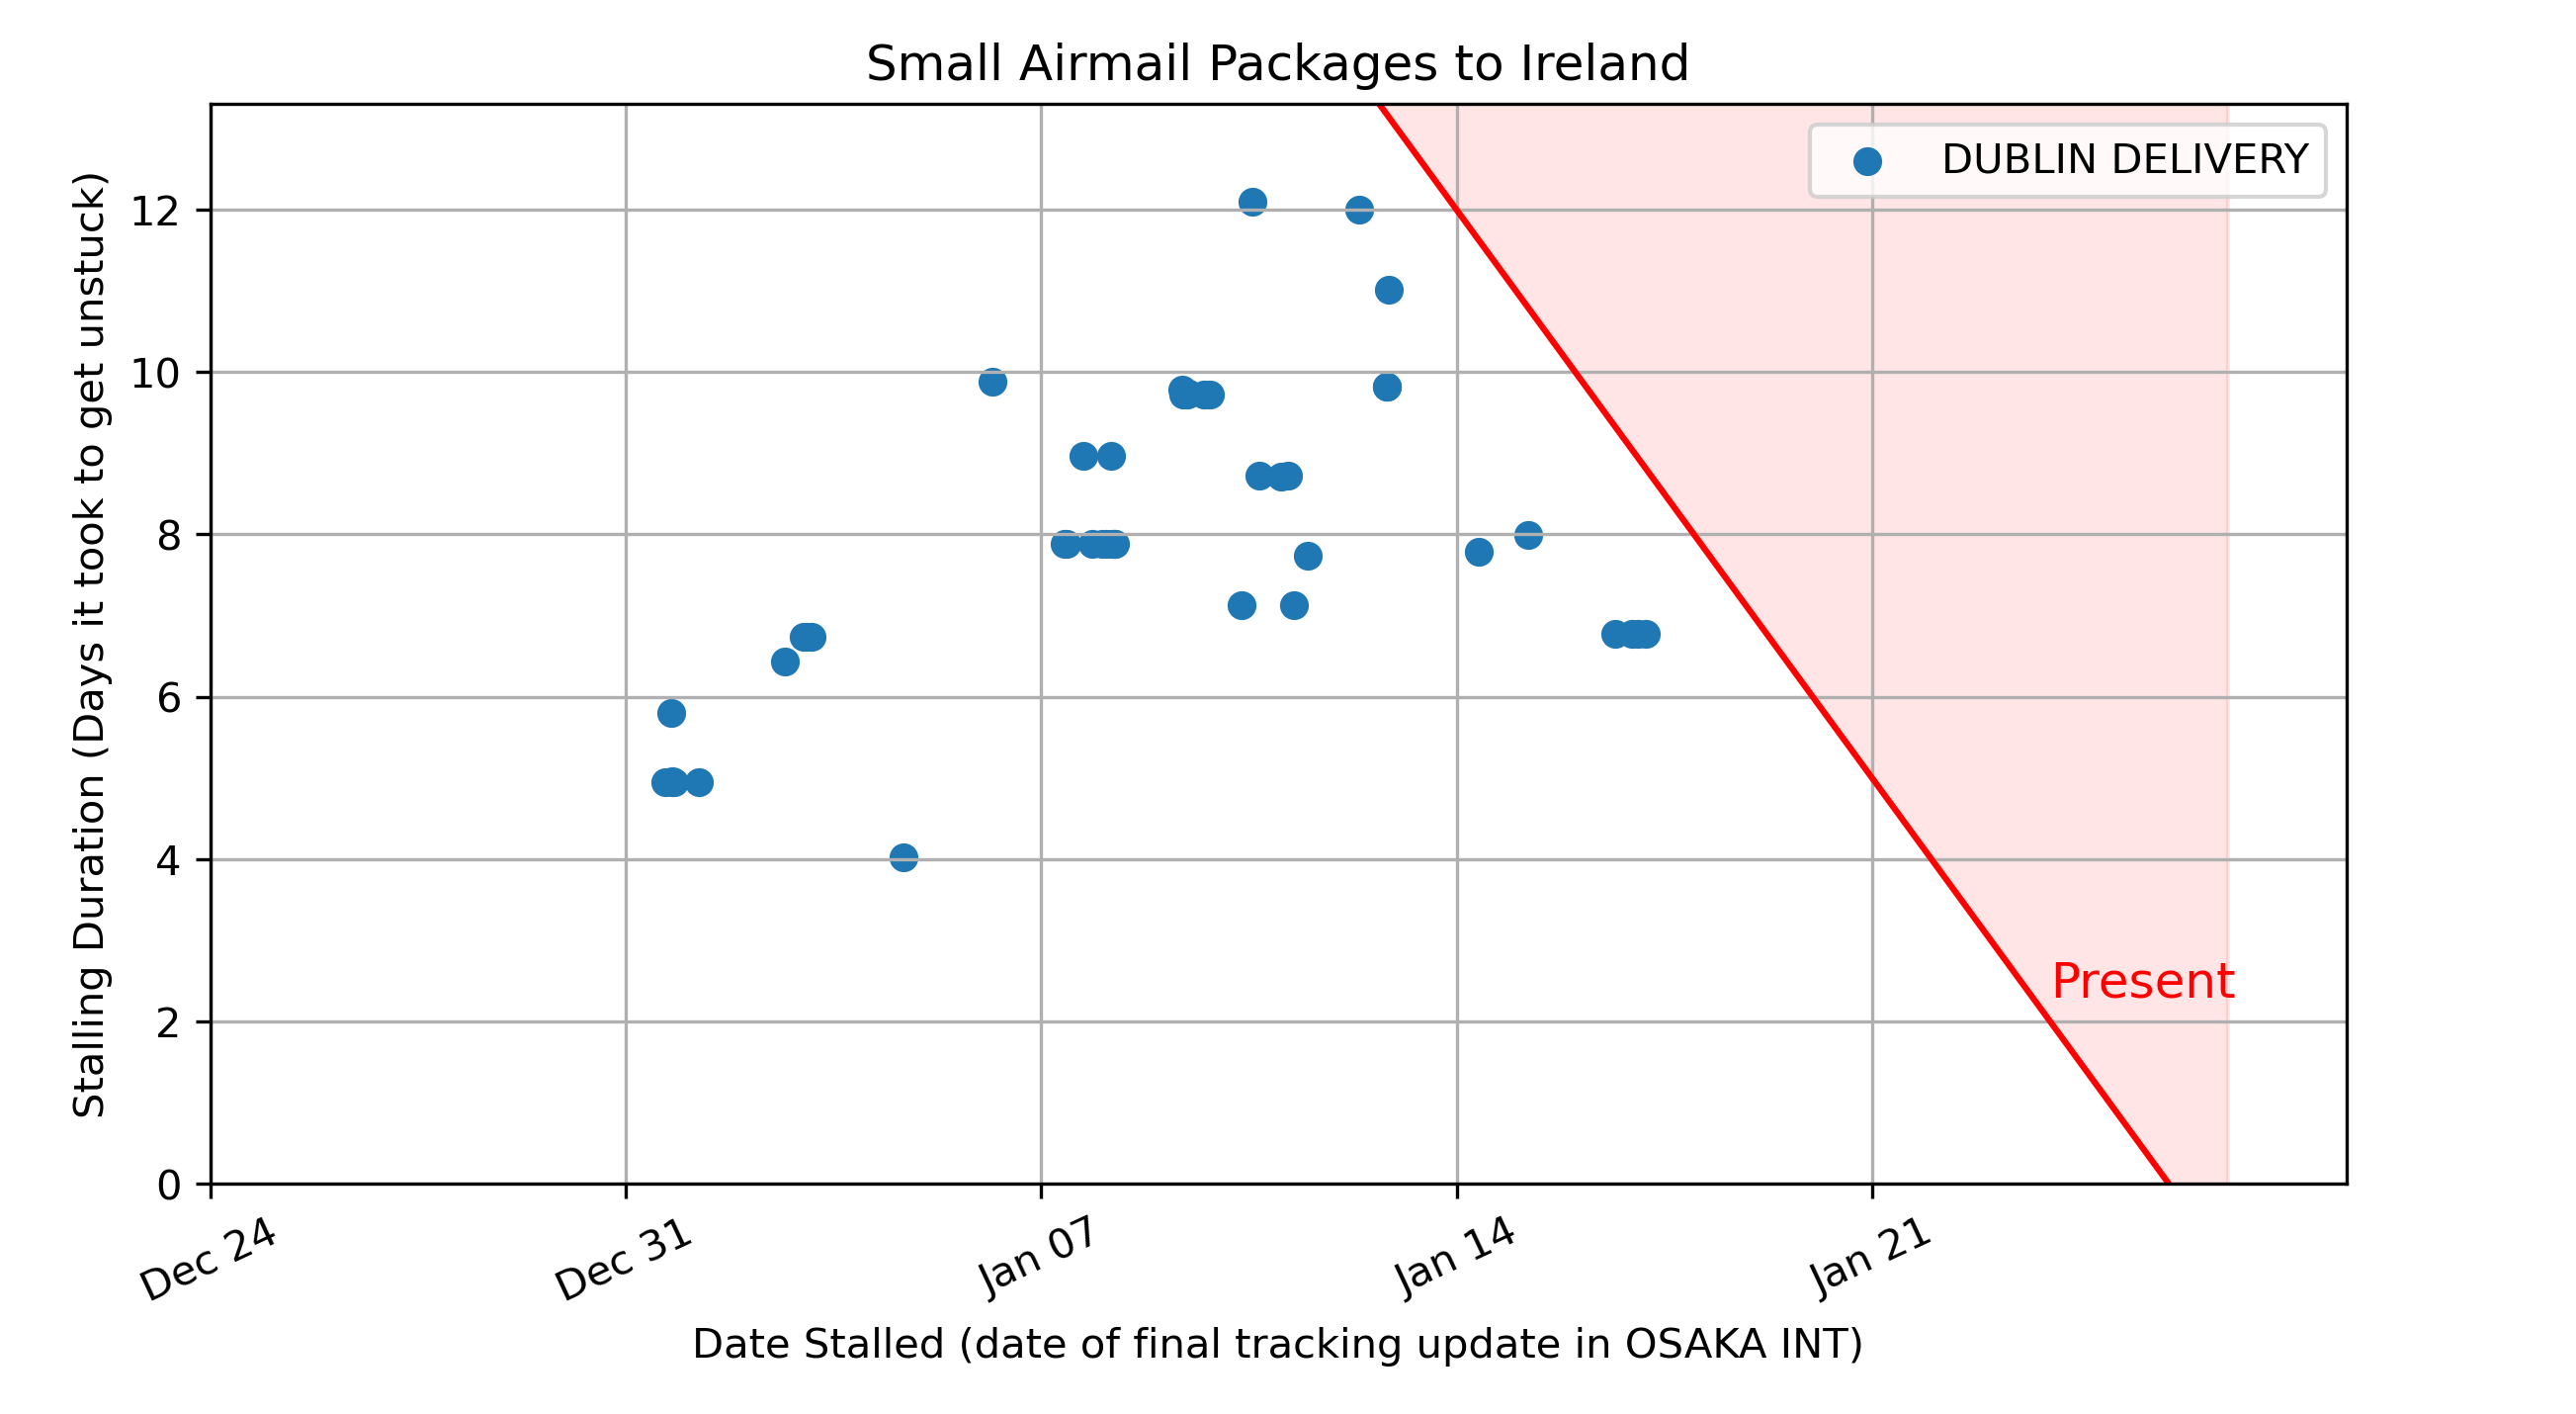 Small Airmail Packages to Ireland
DUBLIN DELIVERY
Stalling Duration (Days it took to get unstuck)
12
10
8
6
4
2
0
Present
Dec 24
Dec 31
Jan 07
Jan 14
Jan 21
Date Stalled (date of final tracking update in OSAKA INT)